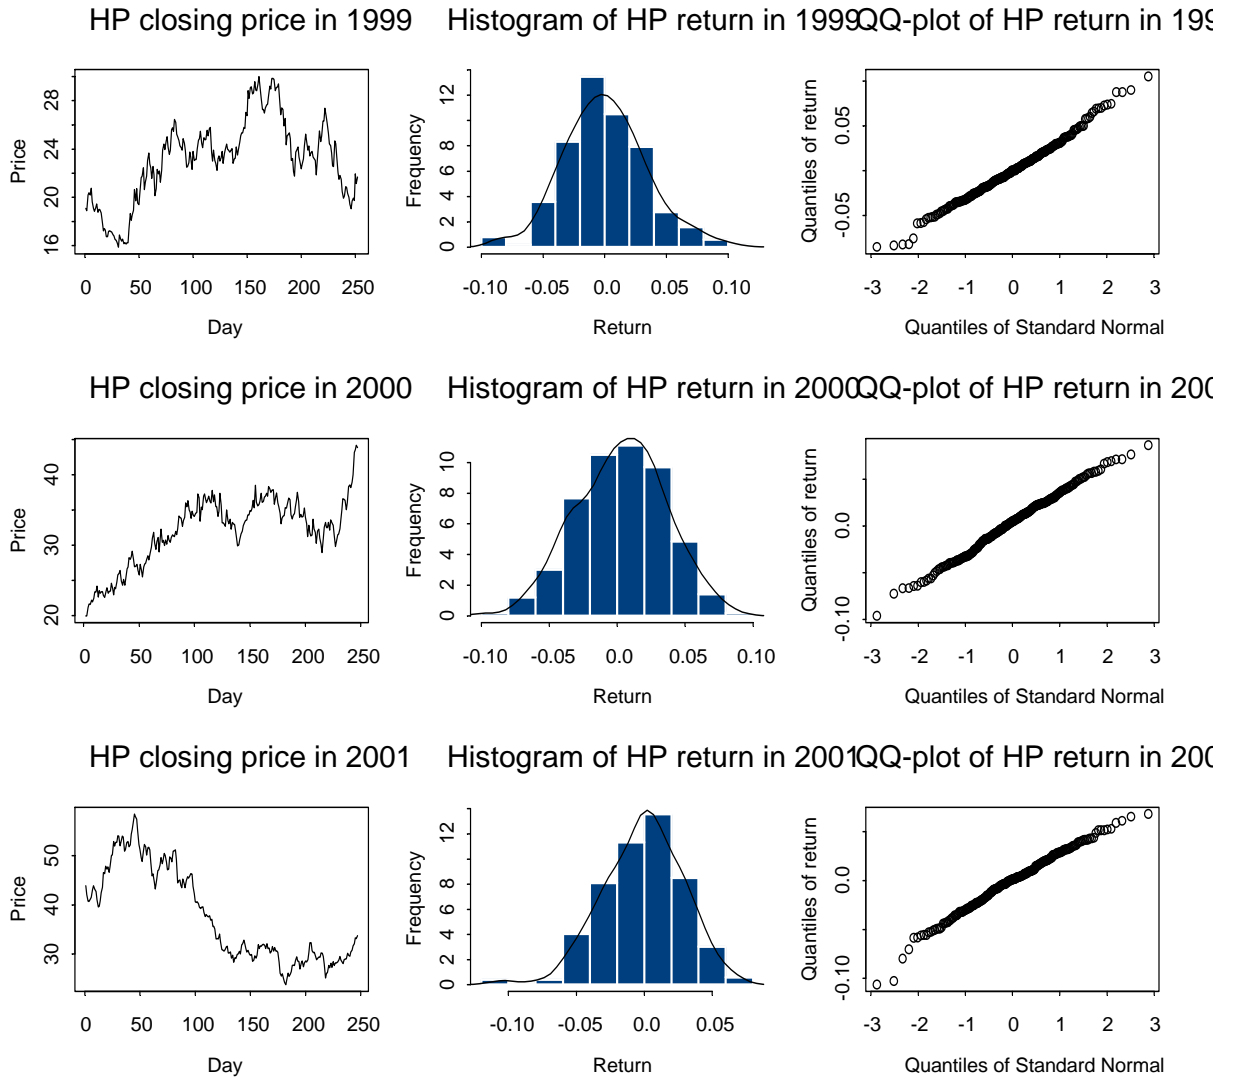 HP closing price in 1999
Histogram of HP return in 1999
QQ-plot of HP return in 199
Price
28
24
20
16
0 50 100 150 200 250
Day
Frequency
12
8
6
4
2
0
-0.10 -0.05 0.0 0.05 0.10
Return
Quantiles of return
0.05
-0.05
-3 -2 -1 0 1 2 3
Quantiles of Standard Normal
HP closing price in 2000
Histogram of HP return in 2000
QQ-plot of HP return in 200
Price
40
30
20
0 50 100 150 200 250
Day
Frequency
10
8
6
4
2
0
-0.10 -0.05 0.0 0.05 0.10
Return
Quantiles of return
0.0
-0.10
-3 -2 -1 0 1 2 3
Quantiles of Standard Normal
HP closing price in 2001
Histogram of HP return in 2001
QQ-plot of HP return in 200
Price
50
40
30
0 50 100 150 200 250
Day
Frequency
12
8
6
4
2
0
-0.10 -0.05 0.0 0.05
Return
Quantiles of return
0.0
-0.10
-3 -2 -1 0 1 2 3
Quantiles of Standard Normal